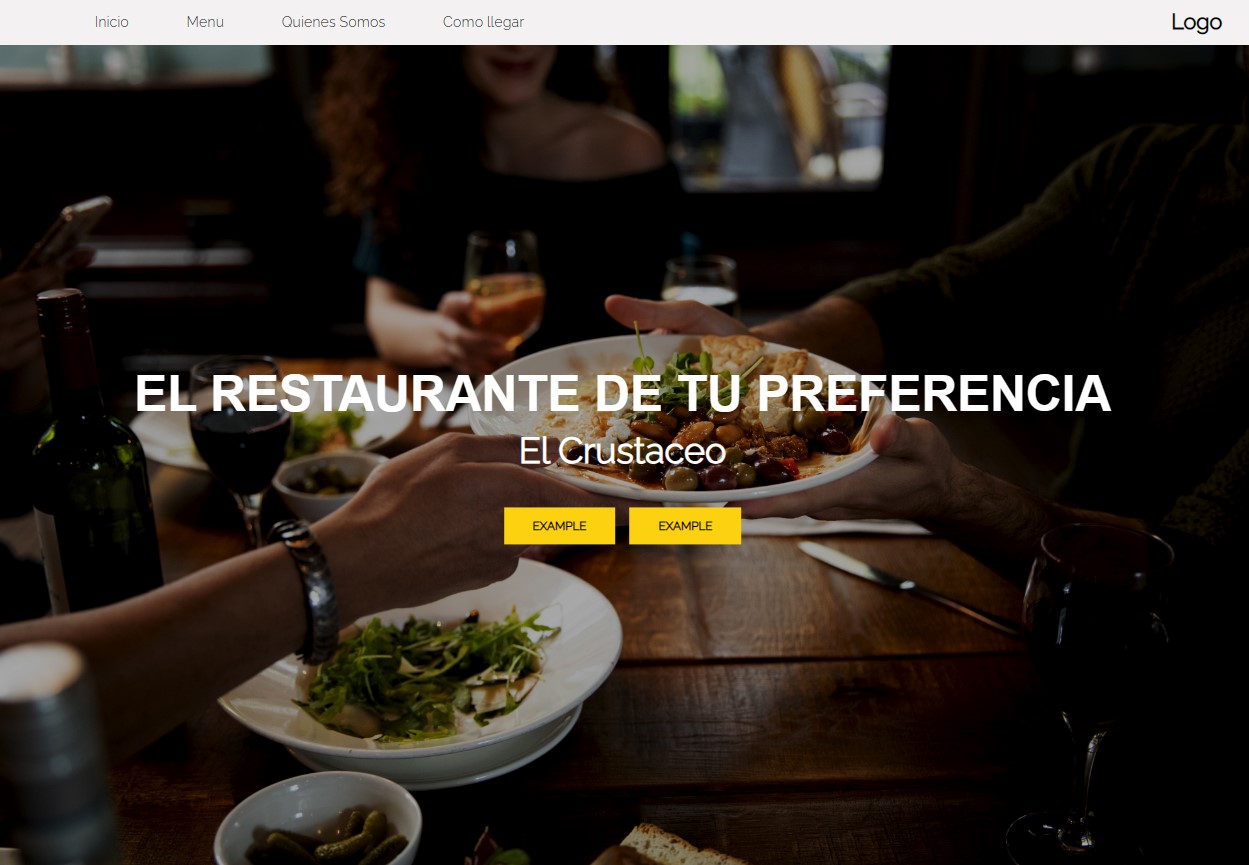 Inicio Menu Quienes Somos Como llegar Logo
EL RESTAURANTE DE TU PREFERENCIA
El Crustaceo
EXAMPLE EXAMPLE